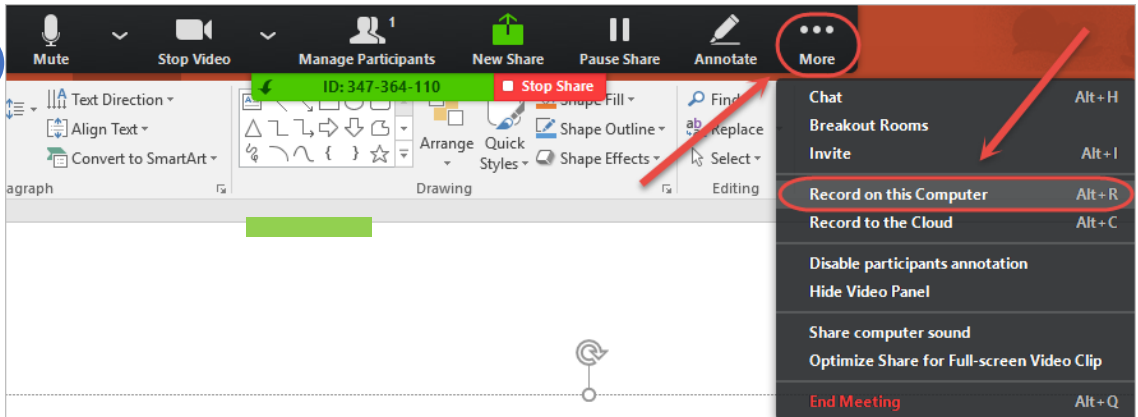 1
Mute Stop Video Manage Participants New Share Pause Share Annotate More
ID: 347-364-110 Stop Share
Text Direction
Align Text
Convert to SmartArt
agraph
Arrange
Quick
Styles
Shape Fill
Shape Outline
Shape Effects
Drawing
Find
Replace
Select
Editing
Chat Alt+H
Breakout Rooms
Invite Alt+I
Record on this Computer Alt+R
Record to the Cloud Alt+C
Disable participants annotation
Hide Video Panel
Share computer sound
Optimize Share for Full-screen Video Clip
End Meeting Alt+Q